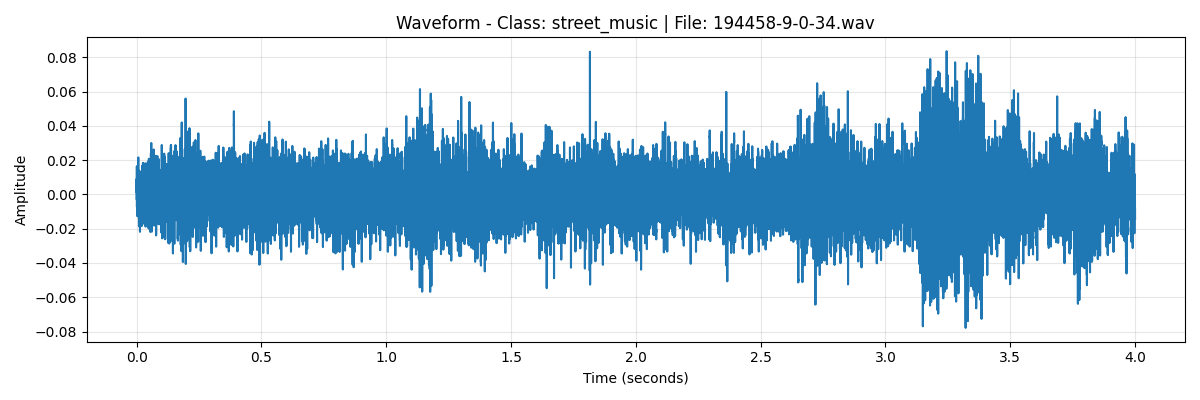 Waveform - Class: street_music | File: 194458-9-0-34.wav
Amplitude
0.08
0.06
0.04
0.02
0.00
−0.02
−0.04
−0.06
−0.08
0.0 0.5 1.0 1.5 2.0 2.5 3.0 3.5 4.0
Time (seconds)